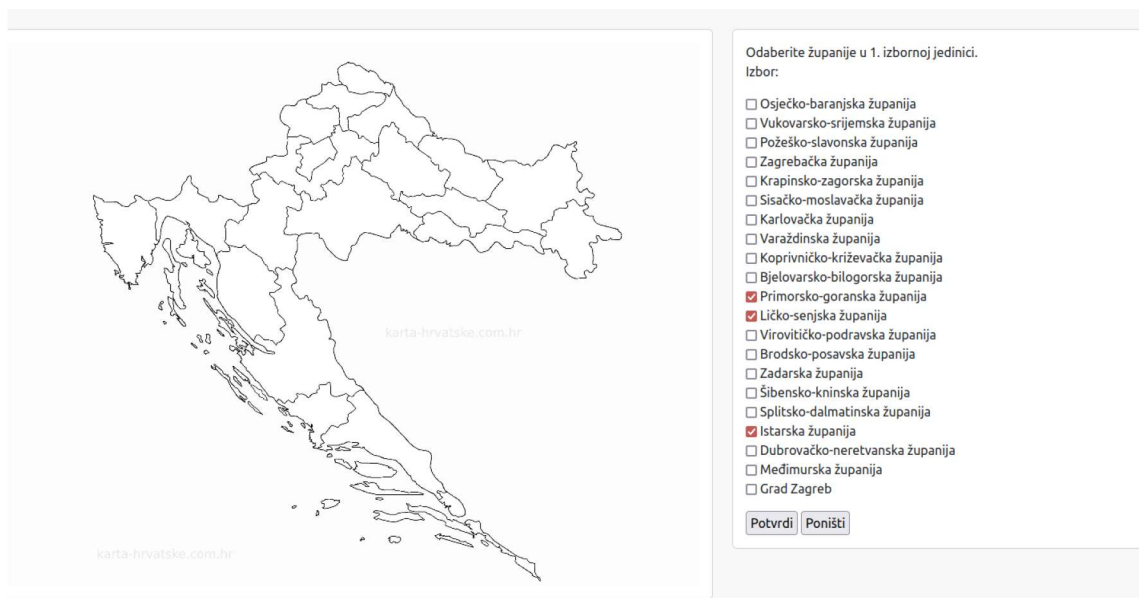 Odaberite županije u 1. izbornoj jedinici.
Izbor:
Osječko-baranjska županija
Vukovarsko-srijemska županija
Požeško-slavonska županija
Zagrebačka županija
Krapinsko-zagorska županija
Sisačko-moslavačka županija
Karlovačka županija
Varaždinska županija
Koprivničko-križevačka županija
Bjelovarsko-bilogorska županija
Primorsko-goranska županija
Ličko-senjska županija
Virovitičko-podravska županija
Brodsko-posavska županija
Zadarska županija
Šibensko-kninska županija
Splitsko-dalmatinska županija
Istarska županija
Dubrovačko-neretvanska županija
Međimurska županija
Grad Zagreb
Potvrdi Poništi
karta-hrvatske.com.hr
karta-hrvatske.com.hr